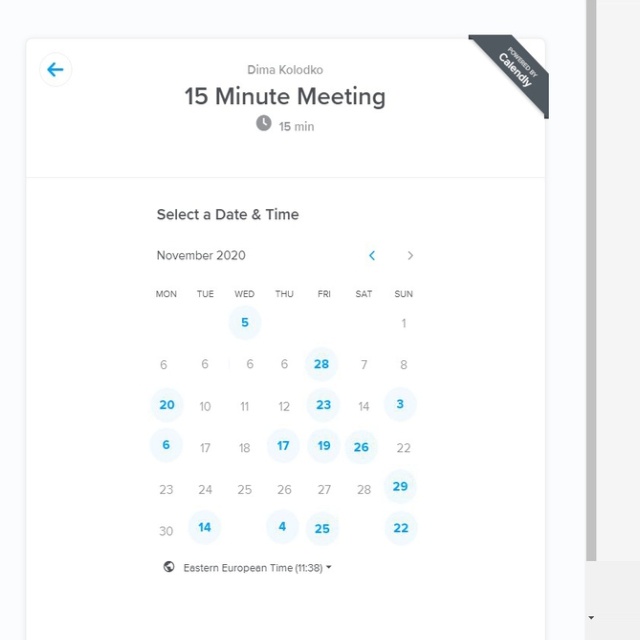 POWERED BY
Calendly
Dima Kolodko
15 Minute Meeting
15 min
Select a Date & Time
November 2020
MON TUE WED THU FRI SAT SUN
5 1
6 6 6 6 28 7 8
20 10 11 12 23 14 3
6 17 18 17 19 26 22
23 24 25 26 27 28 29
30 14 4 25 22
Eastern European Time (11:38)